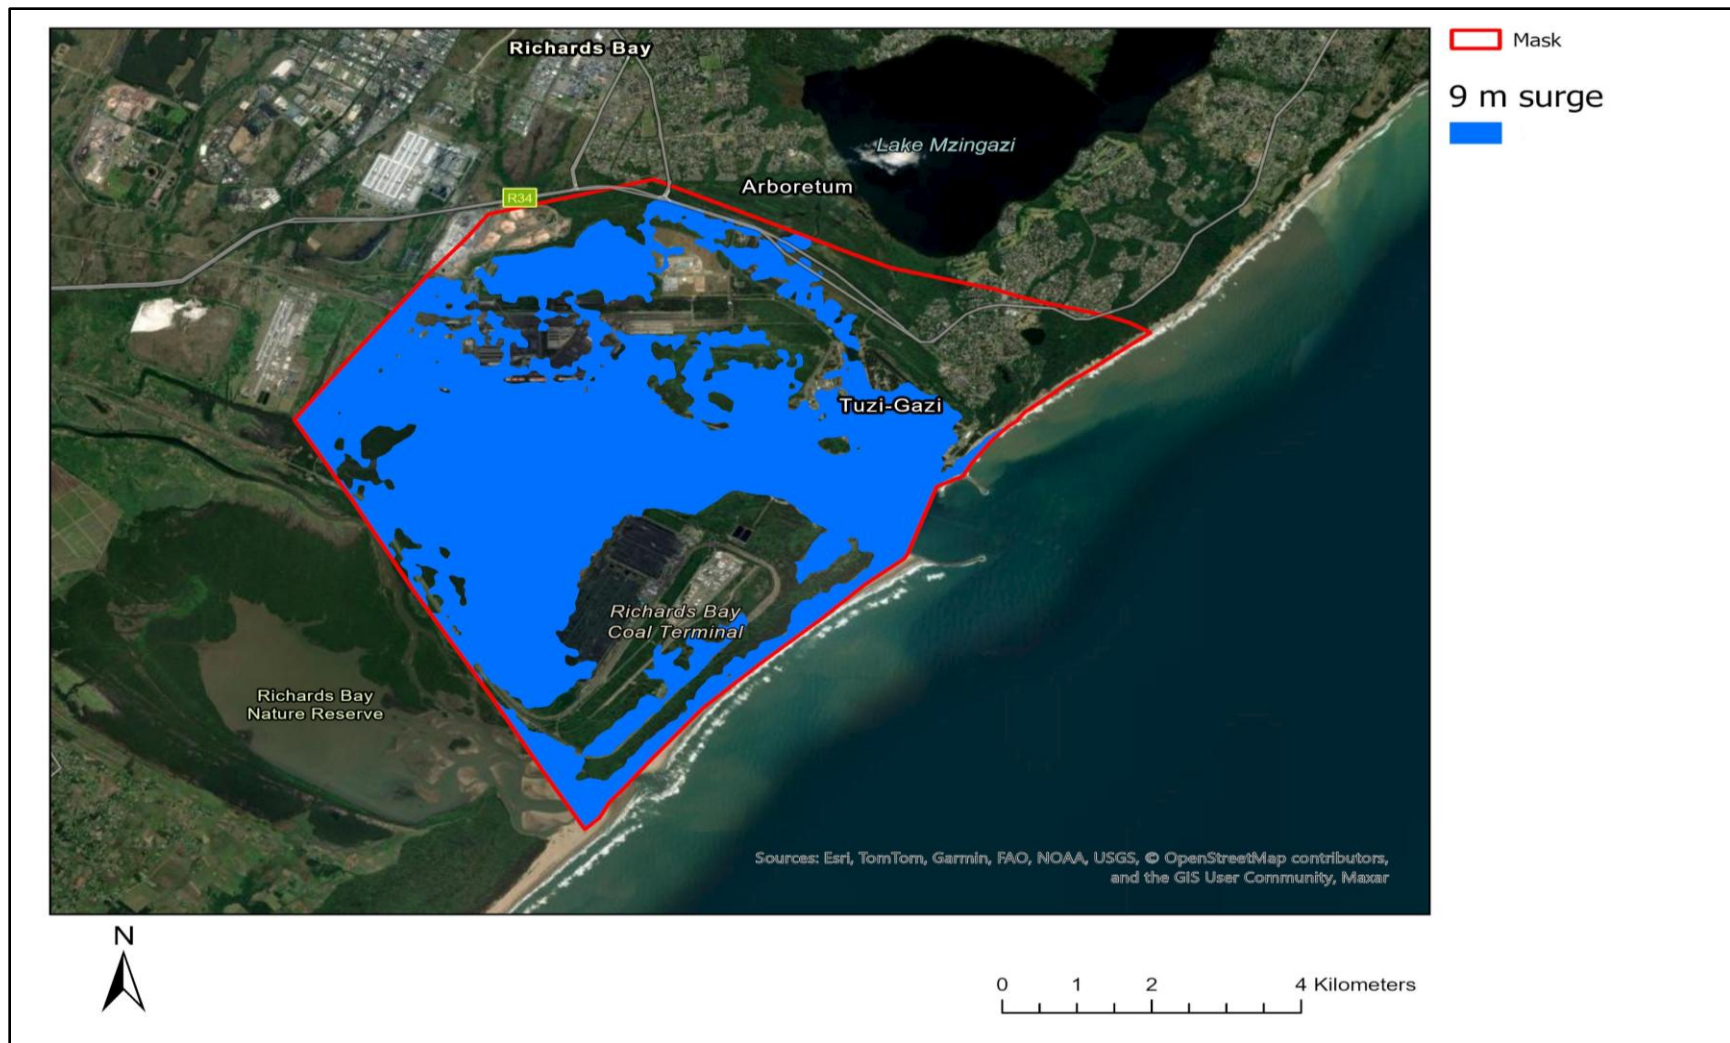 Richards Bay
Mask
9 m surge
Lake Mzingazi
Arboretum
R34
Tuzi-Gazi
Richards Bay
Coal Terminal
Richards Bay
Nature Reserve
Sources: Esri, TomTom, Garmin, FAO, NOAA, USGS, © OpenStreetMap contributors,
and the GIS User Community, Maxar
N
0 1 2 4 Kilometers